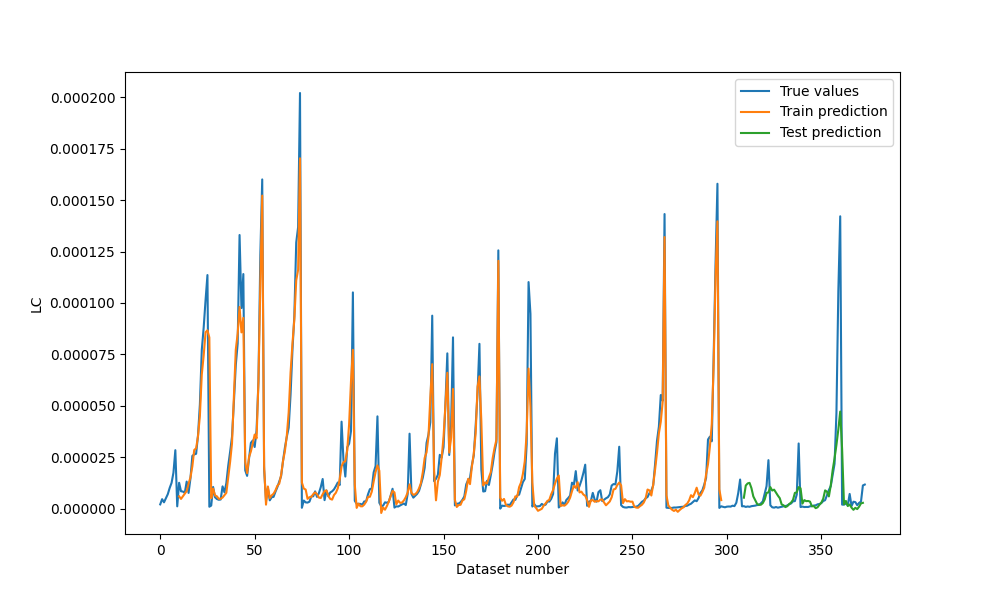 True values
Train prediction
Test prediction
0.000200
0.000175
0.000150
0.000125
0.000100
0.000075
0.000050
0.000025
0.000000
LC
0 50 100 150 200 250 300 350
Dataset number